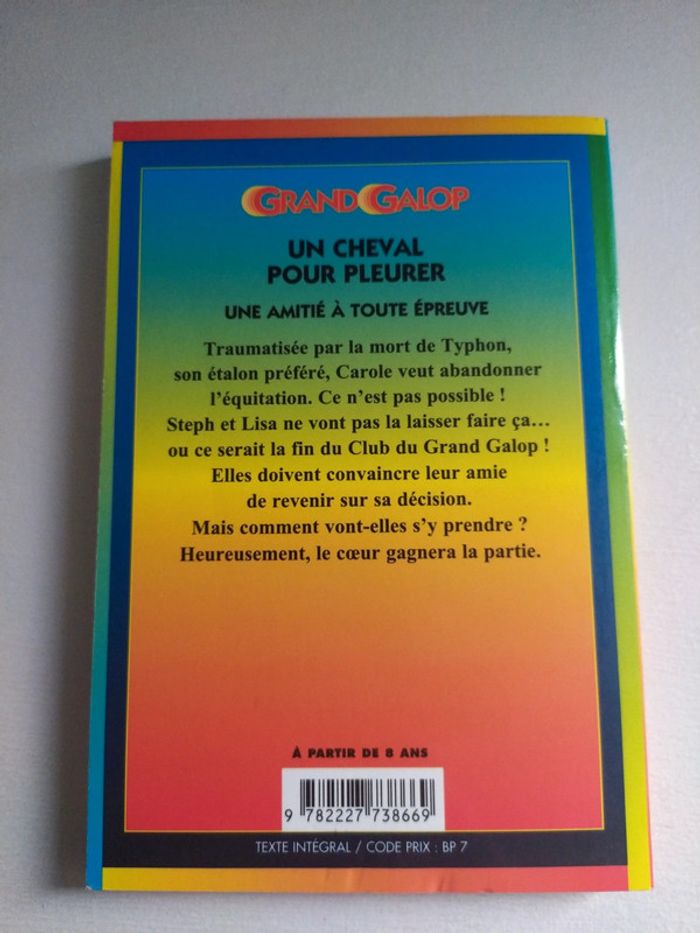 GRAND GALOP
UN CHEVAL
POUR PLEURER
UNE AMITIÉ À TOUTE ÉPREUVE
Traumatisée par la mort de Typhon,
son étalon préféré, Carole veut abandonner
l'équitation. Ce n'est pas possible !
Steph et Lisa ne vont pas la laisser faire ça...
ou ce serait la fin du Club du Grand Galop !
Elles doivent convaincre leur amie
de revenir sur sa décision.
Mais comment vont-elles s'y prendre ?
Heureusement, le cœur gagnera la partie.
À PARTIR DE 8 ANS
9 782227 738669
TEXTE INTÉGRAL / CODE PRIX : BP 7